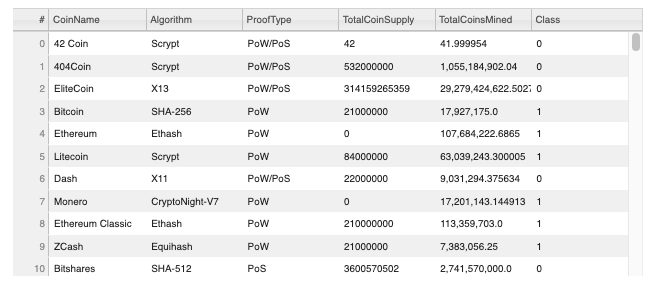 # CoinName Algorithm ProofType TotalCoinSupply TotalCoinsMined Class
0 42 Coin Scrypt PoW/PoS 42 41.999954 0
1 404Coin Scrypt PoW/PoS 532000000 1,055,184,902.04 0
2 EliteCoin X13 PoW/PoS 314159265359 29,279,424,622.5027 0
3 Bitcoin SHA-256 PoW 21000000 17,927,175.0 1
4 Ethereum Ethash PoW 0 107,684,222.6865 1
5 Litecoin Scrypt PoW 84000000 63,039,243.300005 1
6 Dash X11 PoW/PoS 22000000 9,031,294.375634 0
7 Monero CryptoNight-V7 PoW 0 17,201,143.144913 1
8 Ethereum Classic Ethash PoW 210000000 113,359,703.0 1
9 ZCash Equihash PoW 21000000 7,383,056.25 1
10 Bitshares SHA-512 PoS 3600570502 2,741,570,000.0 0